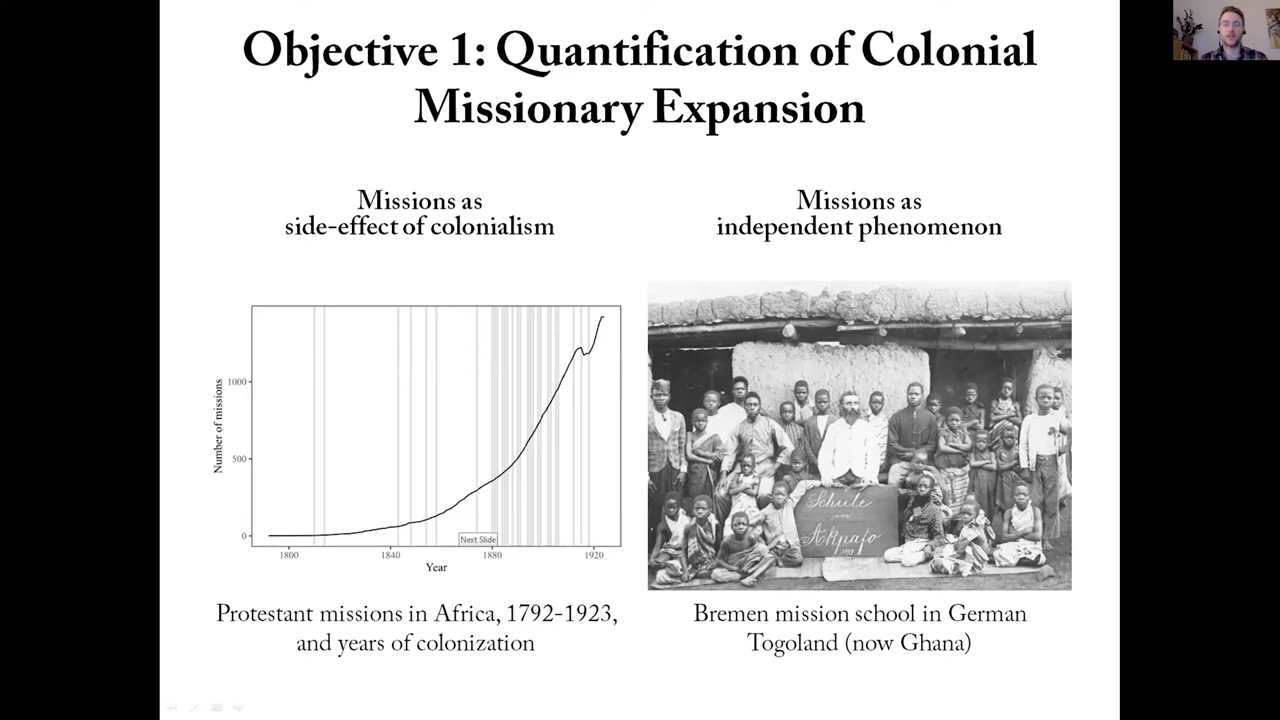 Objective 1: Quantification of Colonial
Missionary Expansion
Missions as
side-effect of colonialism
Missions as
independent phenomenon
Number of missions
1000
500
0
1800
1840
1880
1920
Year
Next Slide
Schule
in
Akpafo
Protestant missions in Africa, 1792-1923,
and years of colonization
Bremen mission school in German
Togoland (now Ghana)